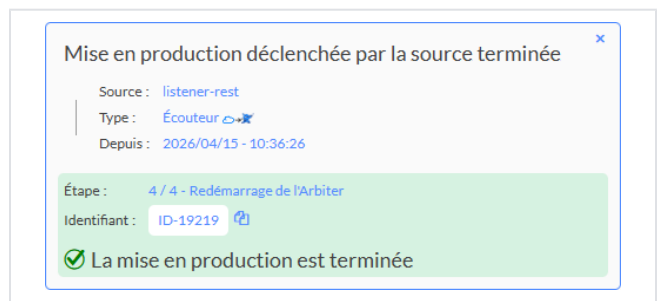 Mise en production déclenchée par la source terminée
×
Source : listener-rest
Type : Écouteur
Depuis : 2026/04/15 - 10:36:26
Étape : 4 / 4 - Redémarrage de l'Arbiter
Identifiant : ID-19219
La mise en production est terminée